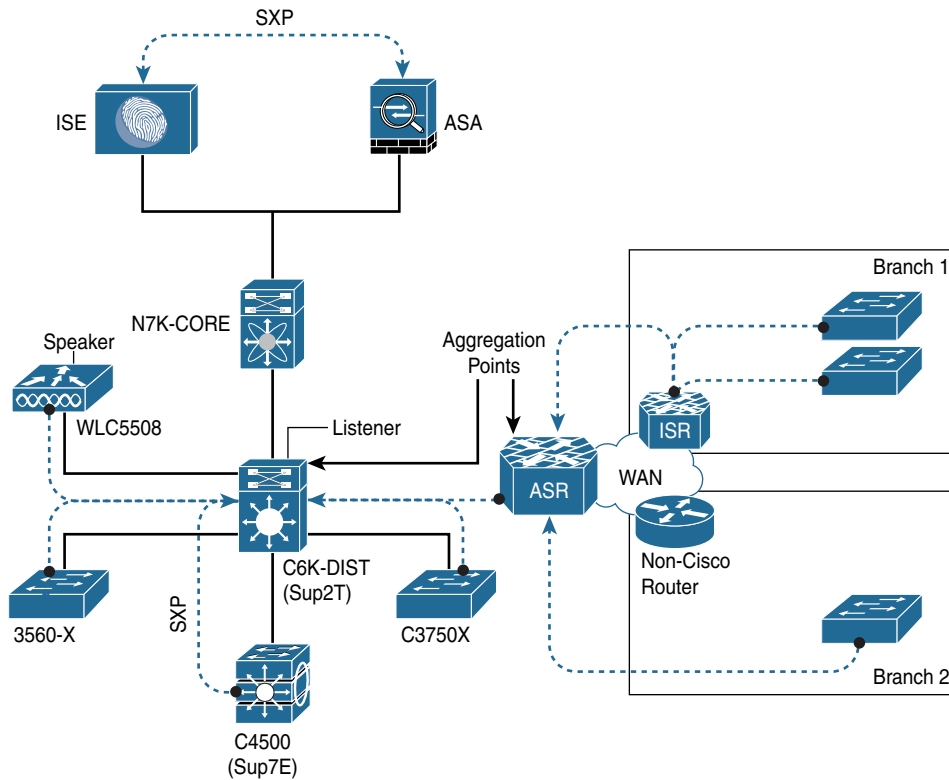 SXP
ISE
ASA
N7K-CORE
Branch 1
Speaker
Aggregation
Points
WLC5508
Listener
ISR
WAN
ASR
C6K-DIST
(Sup2T)
Non-Cisco
Router
3560-X
SXP
C3750X
C4500
(Sup7E)
Branch 2